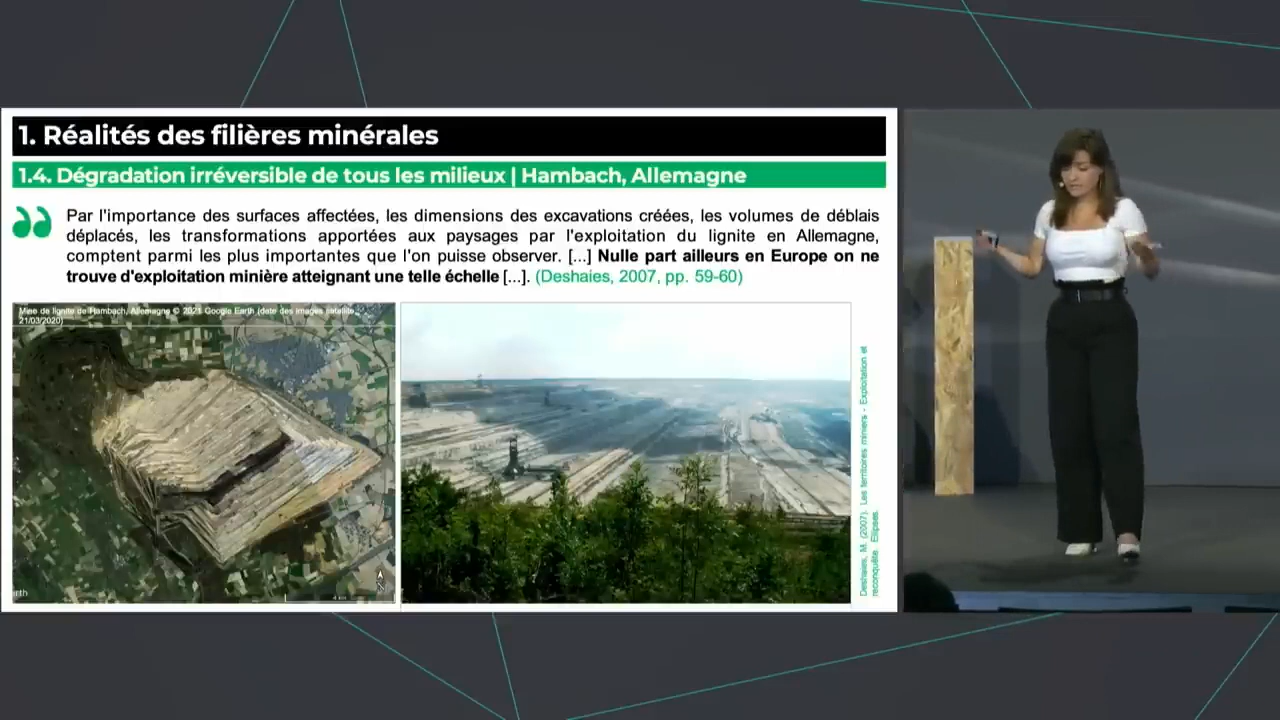 1. Réalités des filières minérales
1.4. Dégradation irréversible de tous les milieux | Hambach, Allemagne
Par l'importance des surfaces affectées, les dimensions des excavations créées, les volumes de déblais
déplacés, les transformations apportées aux paysages par l'exploitation du lignite en Allemagne,
comptent parmi les plus importantes que l'on puisse observer. [...] Nulle part ailleurs en Europe on ne
trouve d'exploitation minière atteignant une telle échelle [...]. (Deshaies, 2007, pp. 59-60)
Mine de lignite de Hambach, Allemagne © 2021 Google Earth (date des images satellite
21/03/2020)
Deshaies, M. (2007). Les territoires miniers - Exploitation et
reconquête. Ellipses.